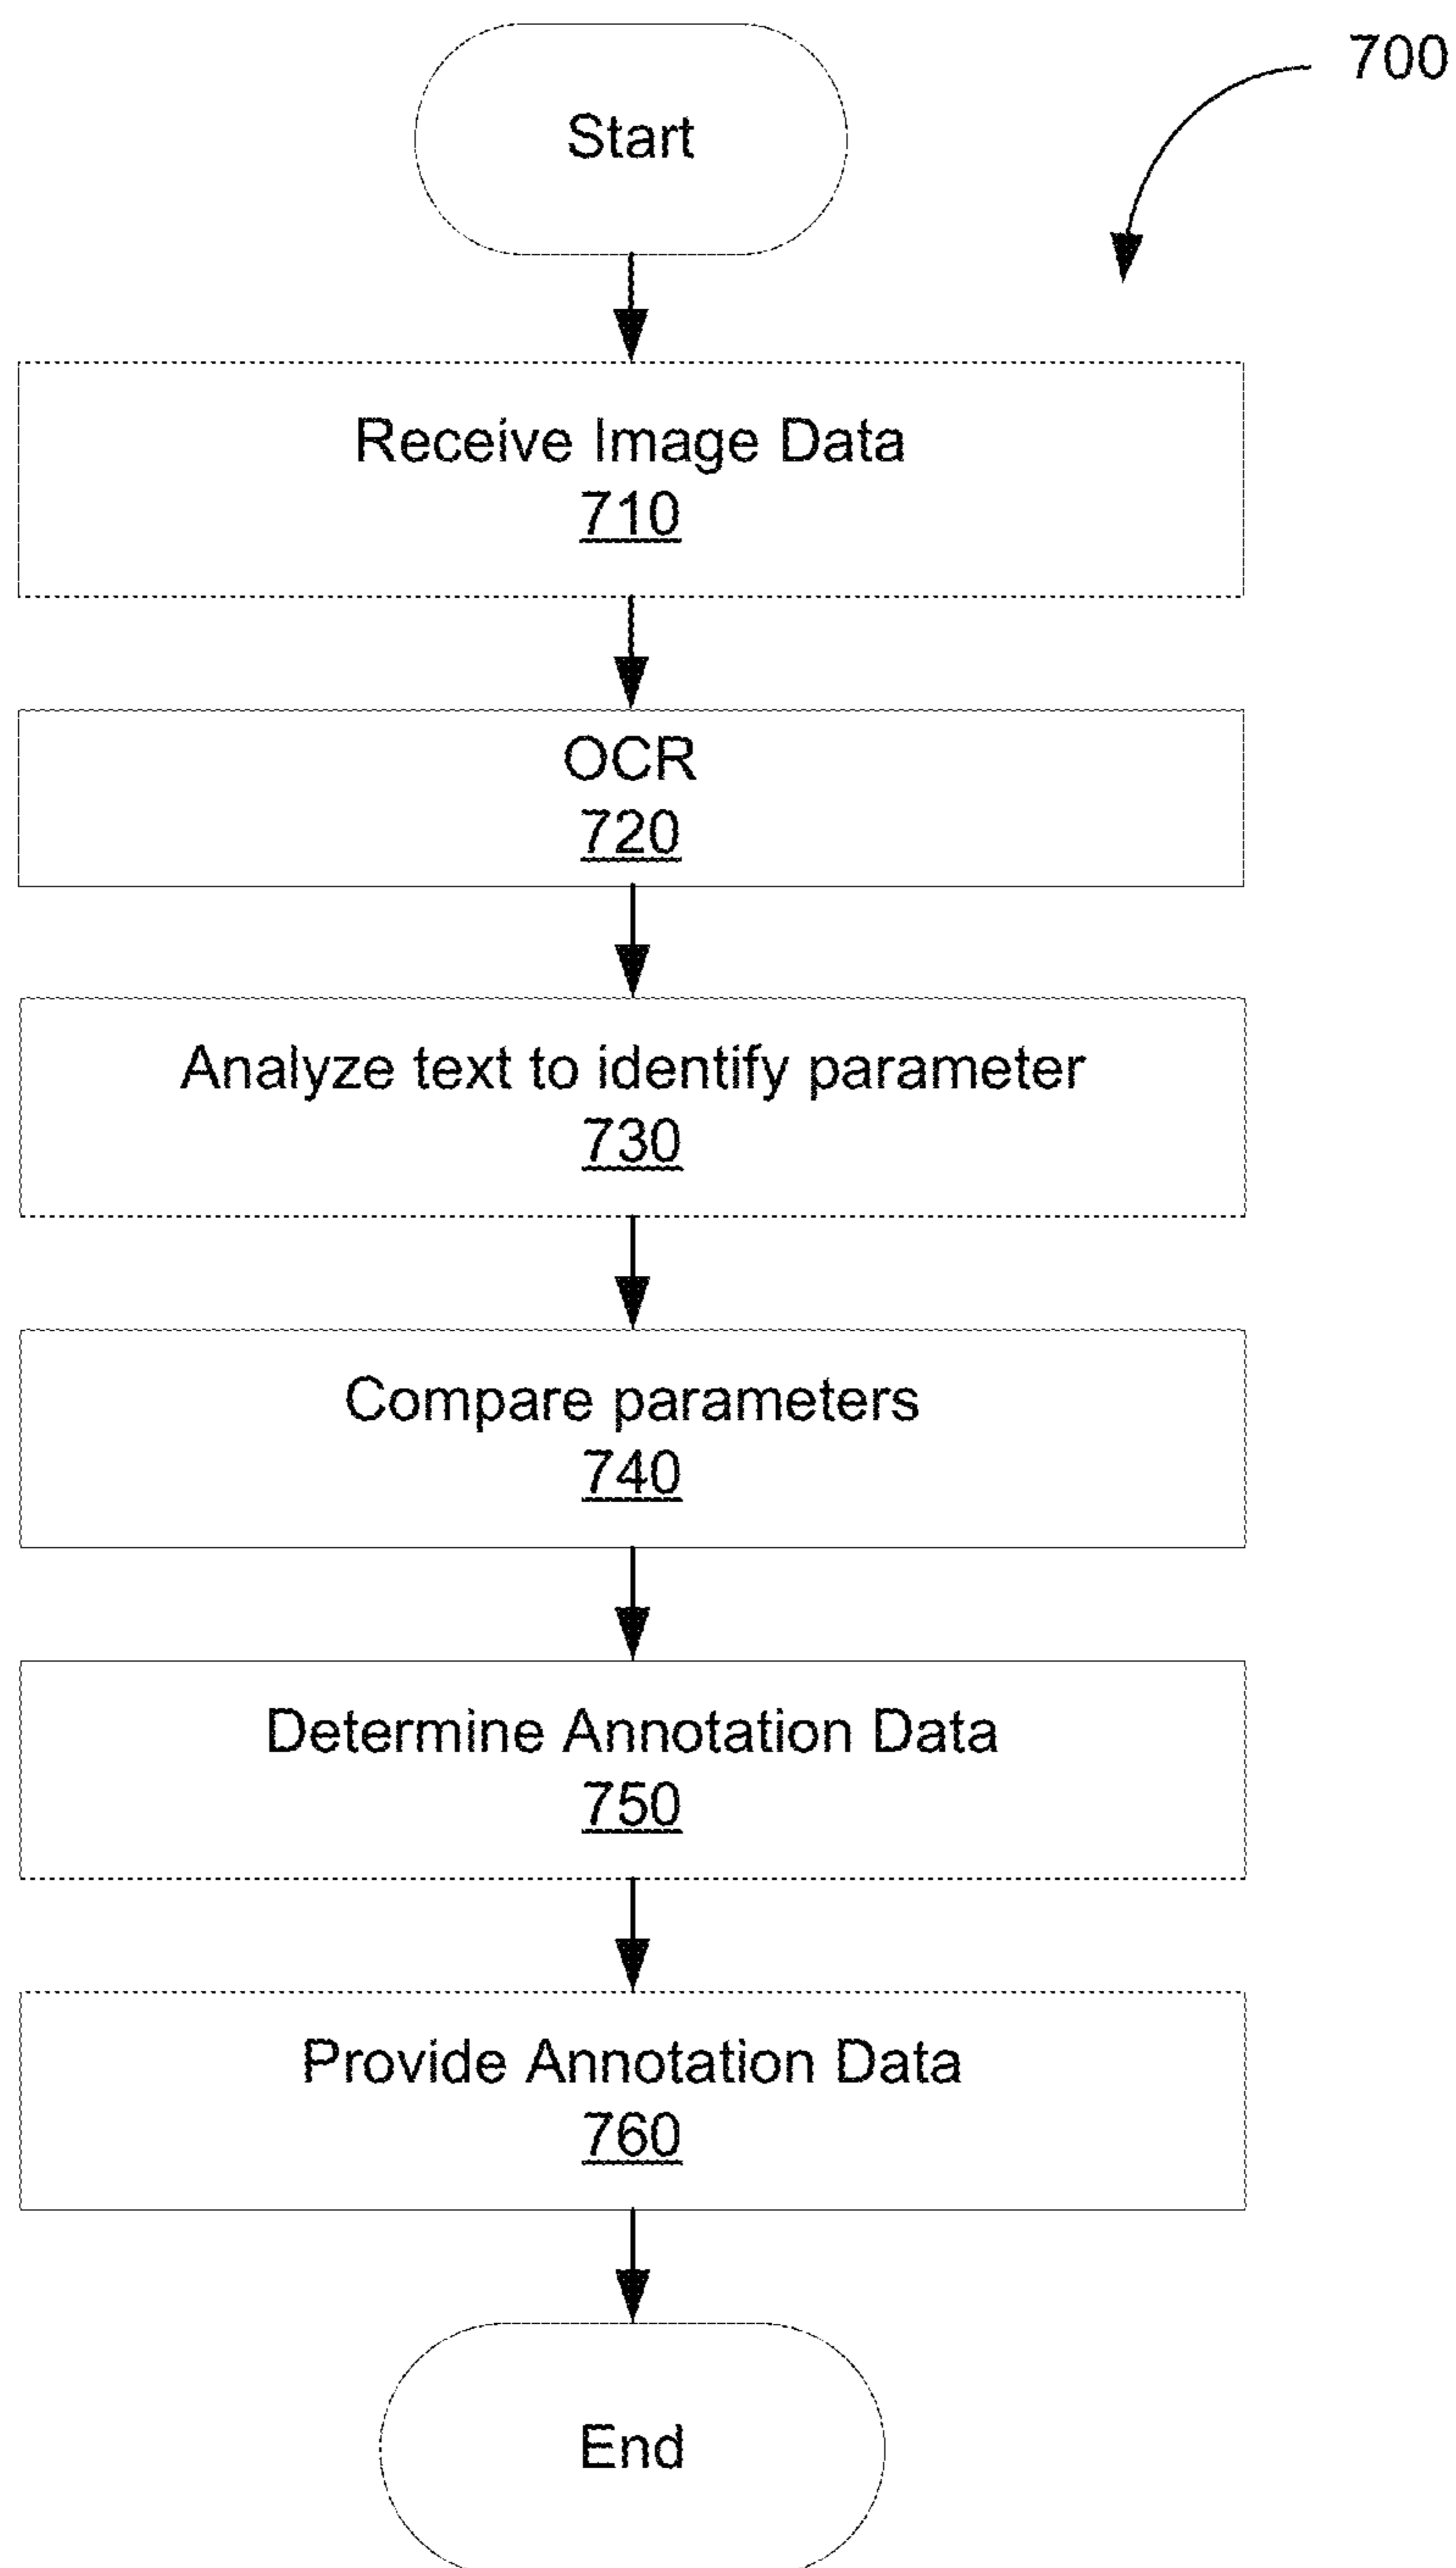 700
Start
Receive Image Data
710
OCR
720
Analyze text to identify parameter
730
Compare parameters
740
Determine Annotation Data
750
Provide Annotation Data
760
End